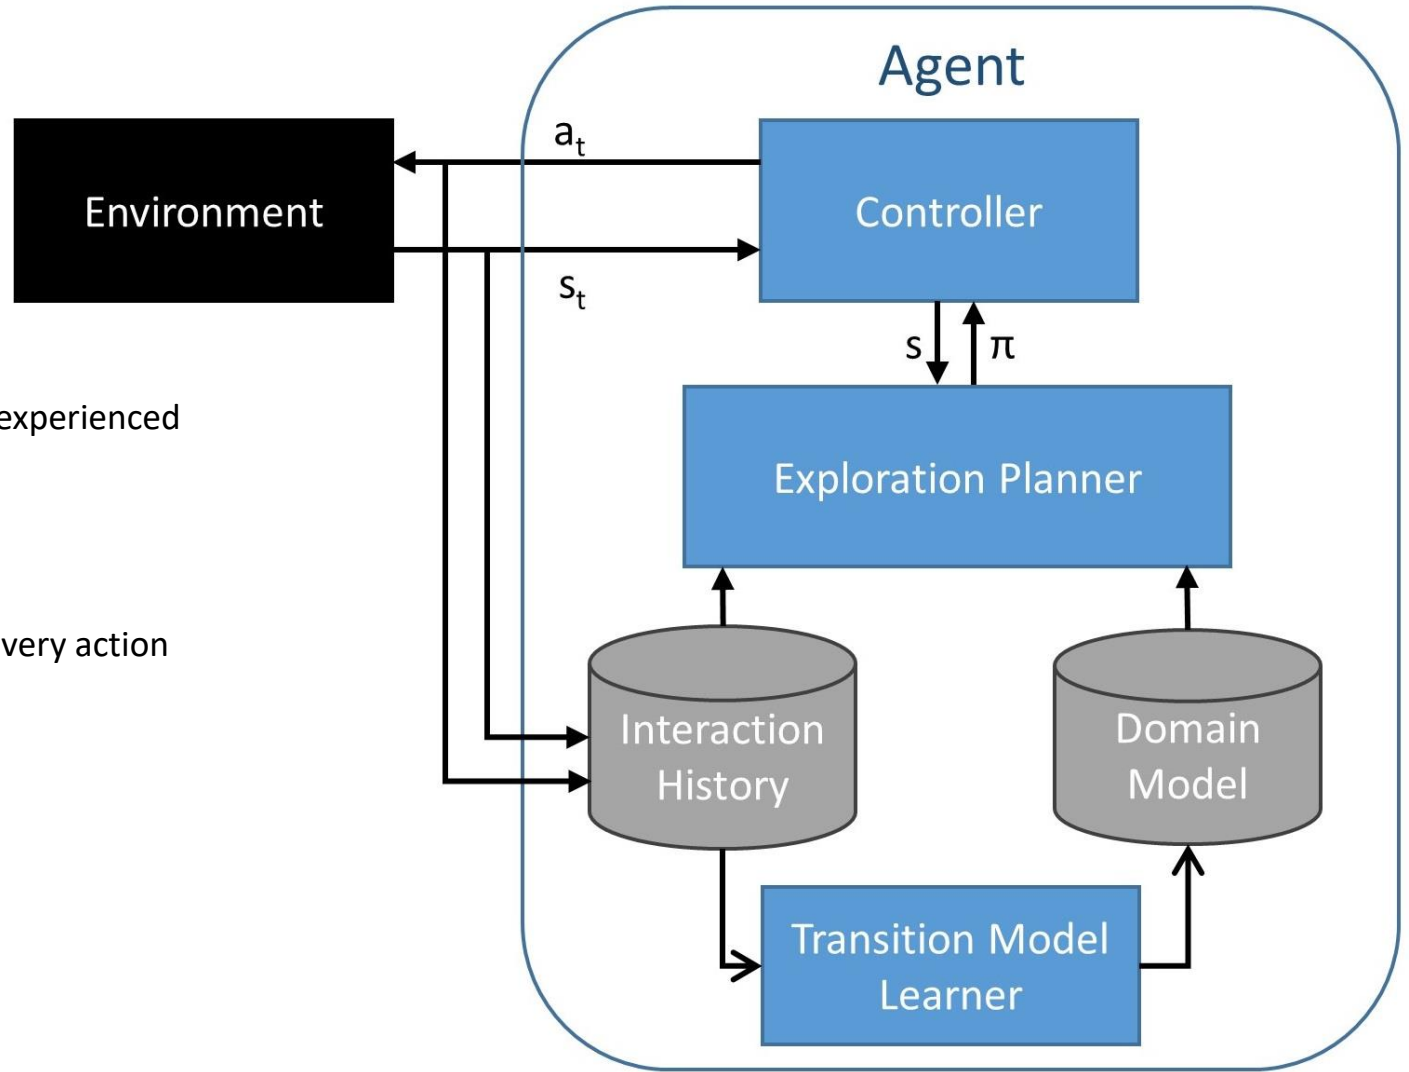 Agent
a_t
Environment
Controller
s_t
s
π
experienced
Exploration Planner
very action
Interaction
History
Domain
Model
Transition Model
Learner